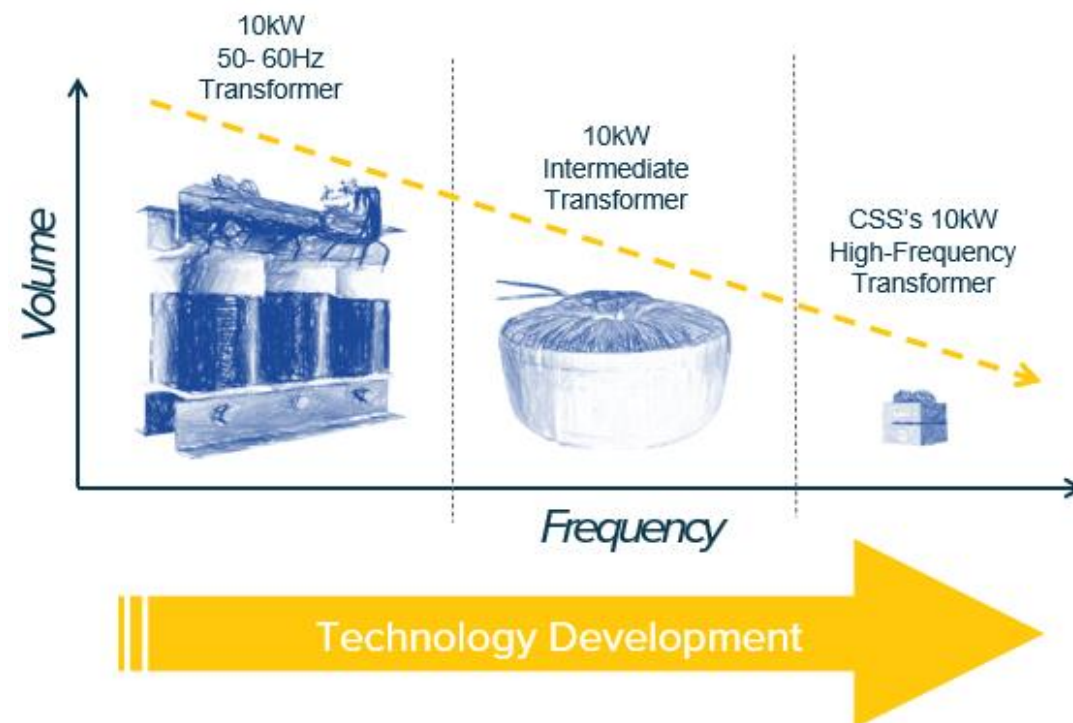 10kW
50- 60Hz
Transformer
10kW
Intermediate
Transformer
CSS's 10kW
High-Frequency
Transformer
Volume
Frequency
Technology Development